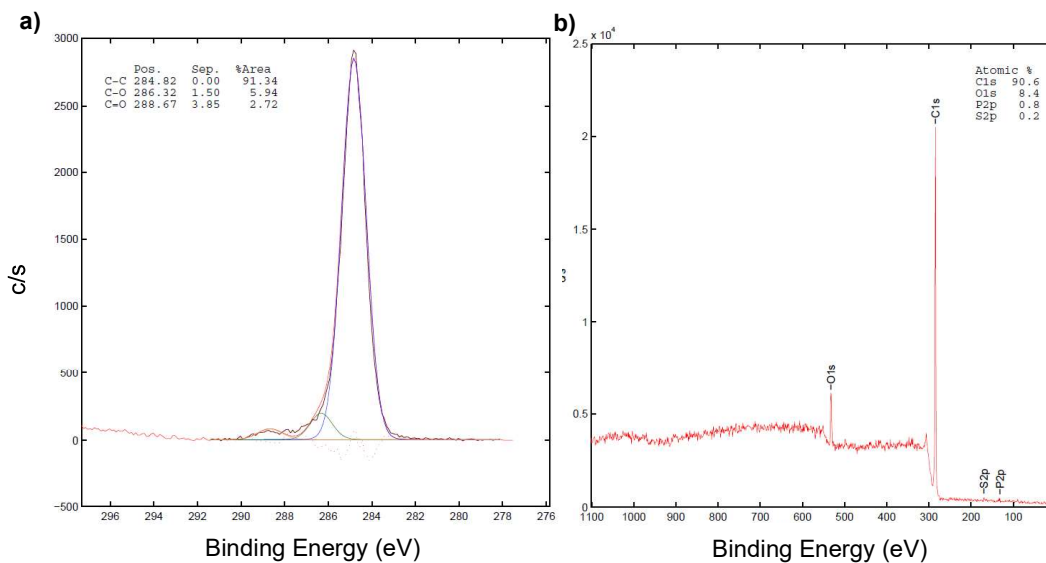 a)
3000
2500
2000
1500
1000
500
0
−500
Pos. Sep. %Area
C-C 284.82 0.00 91.34
C-O 286.32 1.50 5.94
C=O 288.67 3.85 2.72
296 294 292 290 288 286 284 282 280 278 276
c/s
Binding Energy (eV)
b)
x 10⁴
2.5
2
1.5
1
0.5
0
Atomic %
C1s 90.6
O1s 8.4
P2p 0.8
S2p 0.2
−C1s
−O1s
−S2p
−P2p
1100 1000 900 800 700 600 500 400 300 200 100 0
Binding Energy (eV)